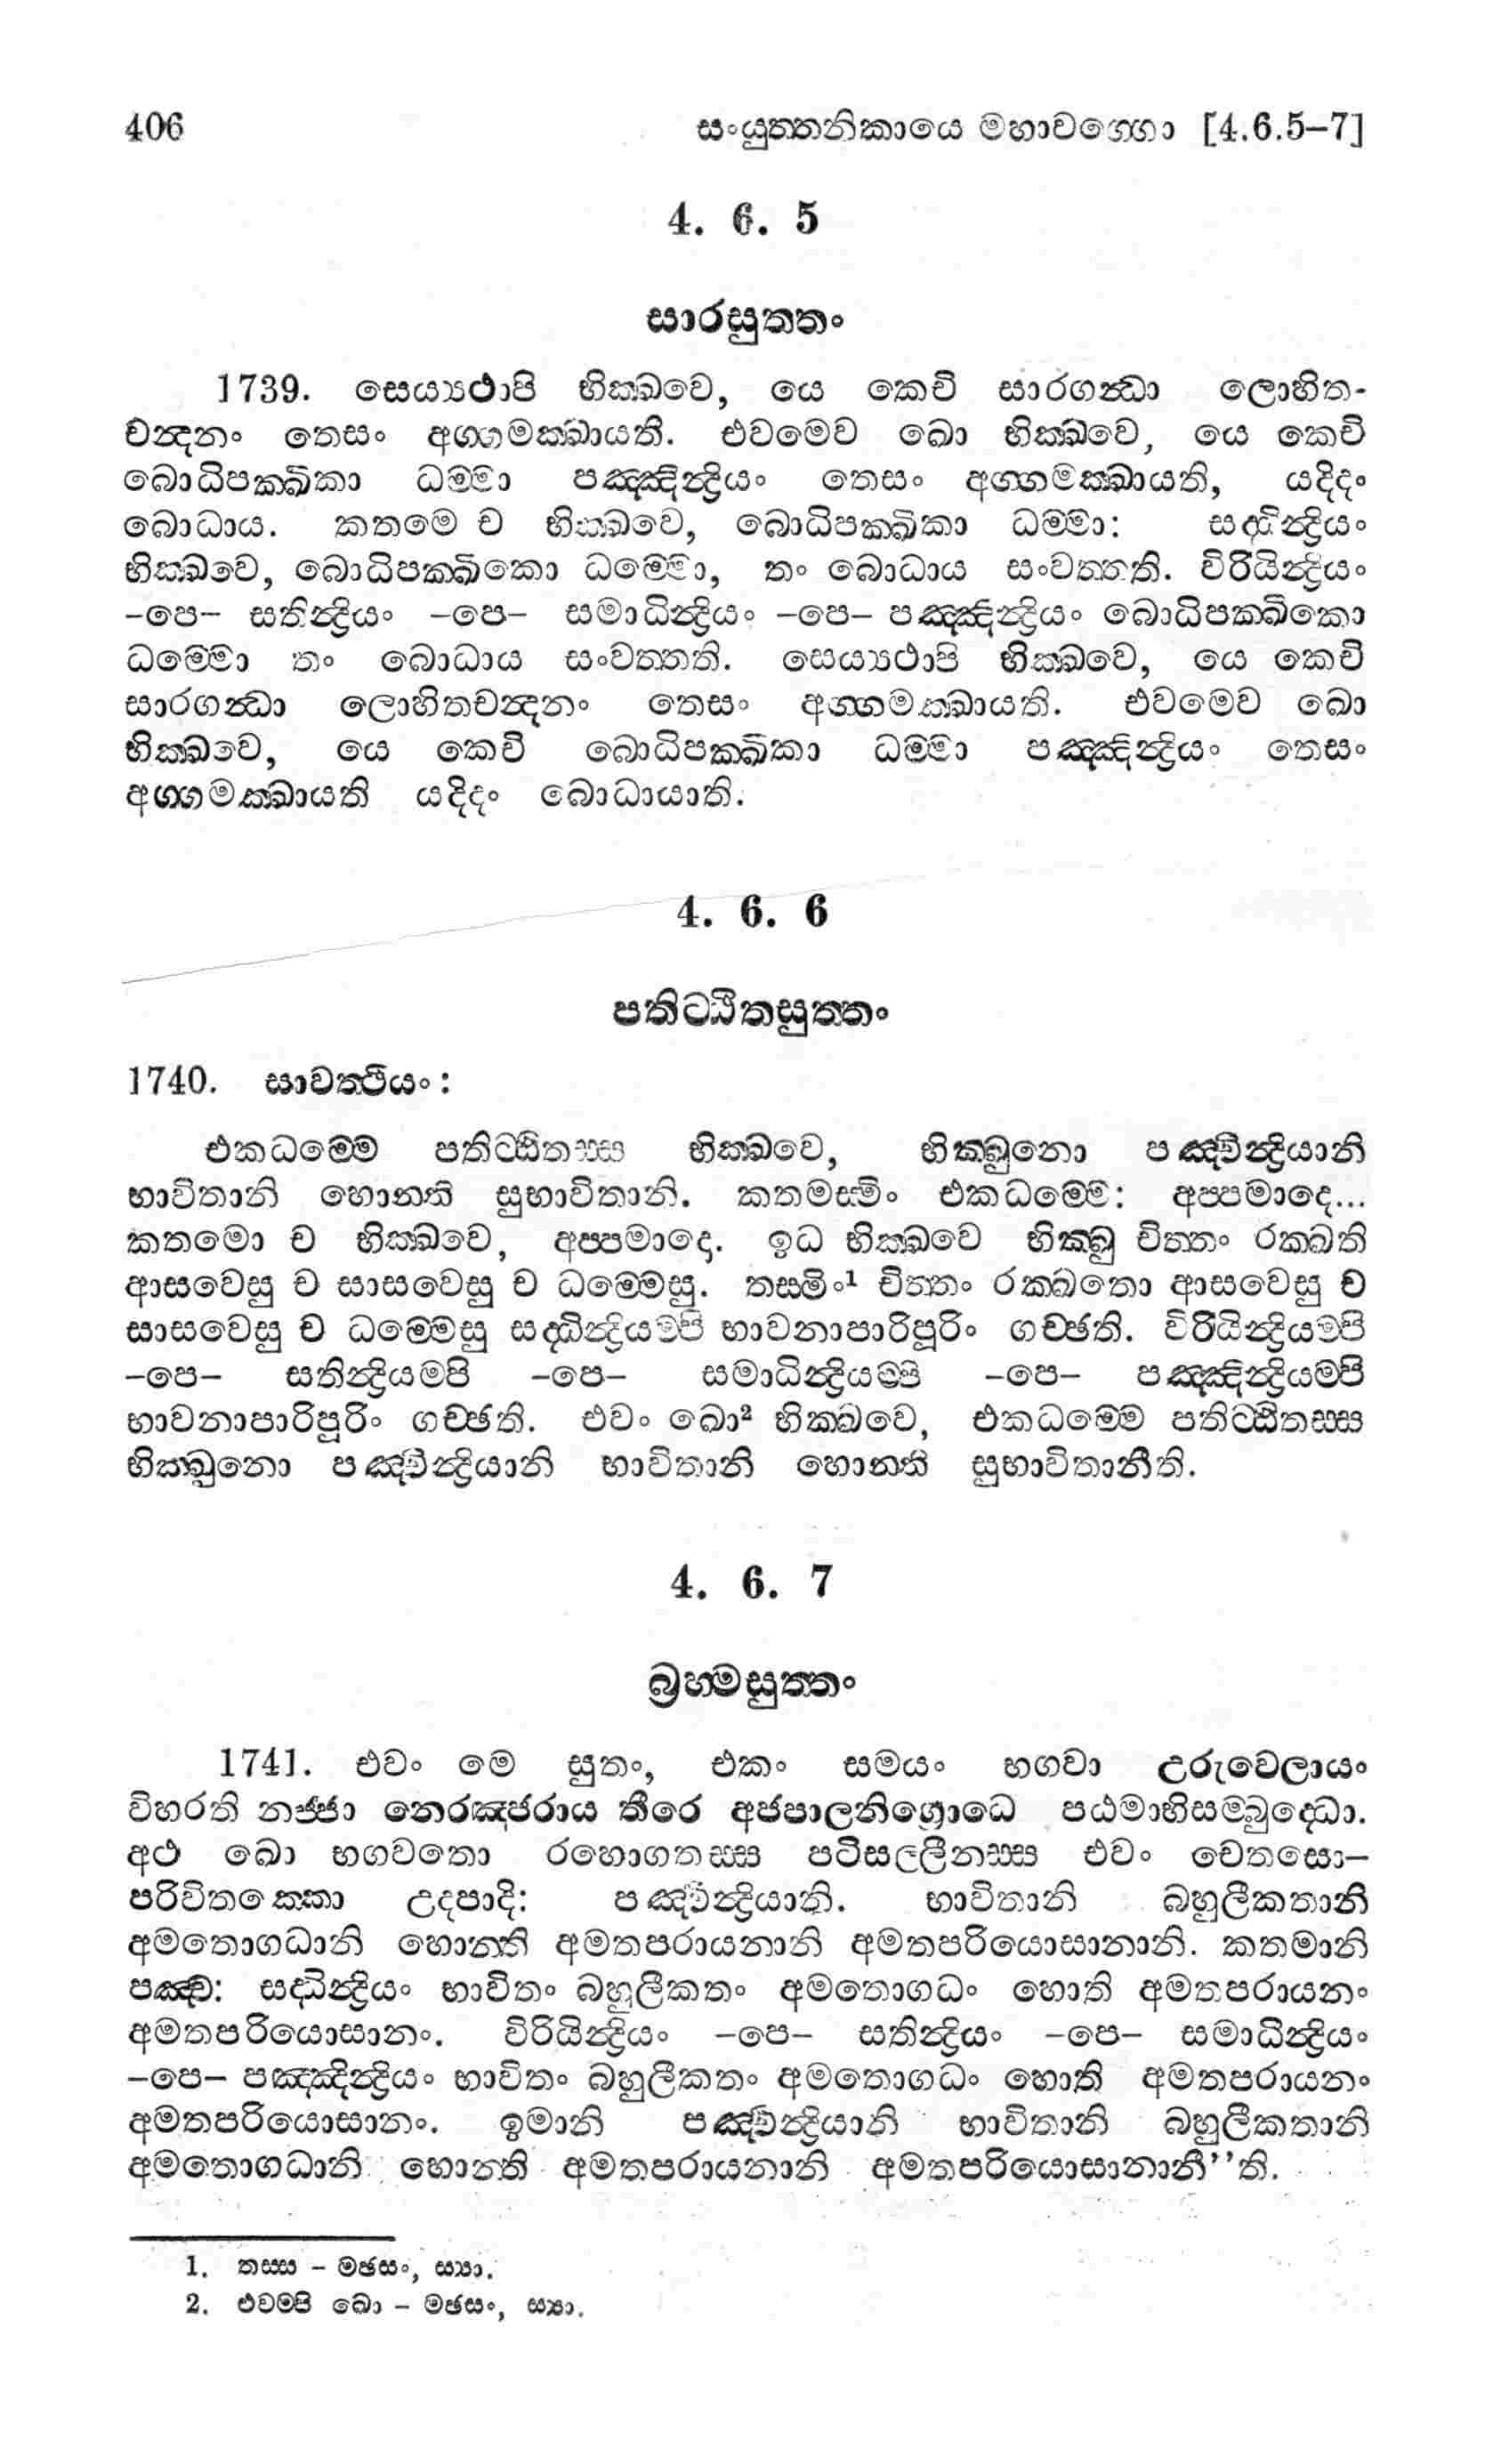 406 සංයුත්තනිකායෙ මහාවග්ගො [4.6.5–7]
4. 6. 5
සාරසුත්තං
1739. සෙය්‍යථාපි භික්ඛවෙ, යෙ කෙචි සාරගන්ධා ලොහිත-
චන්දනං තෙසං අග්ගමක්ඛායති. එවමෙව ඛො භික්ඛවෙ, යෙ කෙචි
බොධිපක්ඛිකා ධම්මා පඤ්ඤින්ද්‍රියං තෙසං අග්ගමක්ඛායති, යදිදං
බොධාය. කතමෙ ච භික්ඛවෙ, බොධිපක්ඛිකා ධම්මා: සද්ධින්ද්‍රියං
භික්ඛවෙ, බොධිපක්ඛිකො ධම්මො, තං බොධාය සංවත්තති. විරියින්ද්‍රියං
–පෙ– සතින්ද්‍රියං –පෙ– සමාධින්ද්‍රියං –පෙ– පඤ්ඤින්ද්‍රියං බොධිපක්ඛිකො
ධම්මො තං බොධාය සංවත්තති. සෙය්‍යථාපි භික්ඛවෙ, යෙ කෙචි
සාරගන්ධා ලොහිතචන්දනං තෙසං අග්ගමක්ඛායති. එවමෙව ඛො
භික්ඛවෙ, යෙ කෙචි බොධිපක්ඛිකා ධම්මා පඤ්ඤින්ද්‍රියං තෙසං
අග්ගමක්ඛායති යදිදං බොධායාති.
4. 6. 6
පතිට්ඨිතසුත්තං
1740. සාවත්ථියං:
එකධම්මෙ පතිට්ඨිතස්ස භික්ඛවෙ, භික්ඛුනො පඤ්චින්ද්‍රියානි
භාවිතානි හොන්ති සුභාවිතානි. කතමස්මිං එකධම්මෙ: අප්පමාදෙ...
කතමො ච භික්ඛවෙ, අප්පමාදො. ඉධ භික්ඛවෙ භික්ඛු චිත්තං රක්ඛති
ආසවෙසු ච සාසවෙසු ච ධම්මෙසු. තස්මිං¹ චිත්තං රක්ඛතො ආසවෙසු ච
සාසවෙසු ච ධම්මෙසු සද්ධින්ද්‍රියම්පි භාවනාපාරිපූරිං ගච්ඡති. විරියින්ද්‍රියම්පි
–පෙ– සතින්ද්‍රියම්පි –පෙ– සමාධින්ද්‍රියම්පි –පෙ– පඤ්ඤින්ද්‍රියම්පි
භාවනාපාරිපූරිං ගච්ඡති. එවං ඛො² භික්ඛවෙ, එකධම්මෙ පතිට්ඨිතස්ස
භික්ඛුනො පඤ්චින්ද්‍රියානි භාවිතානි හොන්ති සුභාවිතානීති.
4. 6. 7
බ්‍රහ්මසුත්තං
1741. එවං මෙ සුතං, එකං සමයං භගවා උරුවෙලායං
විහරති නජ්ජා නෙරඤ්ජරාය තීරෙ අජපාලනිග්‍රොධෙ පඨමාභිසම්බුද්ධො.
අථ ඛො භගවතො රහොගතස්ස පටිසල්ලීනස්ස එවං චෙතසො–
පරිවිතක්කො උදපාදි: පඤ්චින්ද්‍රියානි. භාවිතානි බහුලීකතානි
අමතොගධානි හොන්ති අමතපරායනානි අමතපරියොසානානි. කතමානි
පඤ්ච: සද්ධින්ද්‍රියං භාවිතං බහුලීකතං අමතොගධං හොති අමතපරායනං
අමතපරියොසානං. විරියින්ද්‍රියං –පෙ– සතින්ද්‍රියං –පෙ– සමාධින්ද්‍රියං
–පෙ– පඤ්ඤින්ද්‍රියං භාවිතං බහුලීකතං අමතොගධං හොති අමතපරායනං
අමතපරියොසානං. ඉමානි පඤ්චින්ද්‍රියානි භාවිතානි බහුලීකතානි
අමතොගධානි හොන්ති අමතපරායනානි අමතපරියොසානානී’’ති.
1. තස්ස – මඡසං, ස්‍යා.
2. එවම්පි ඛො – මඡසං, ස්‍යා.